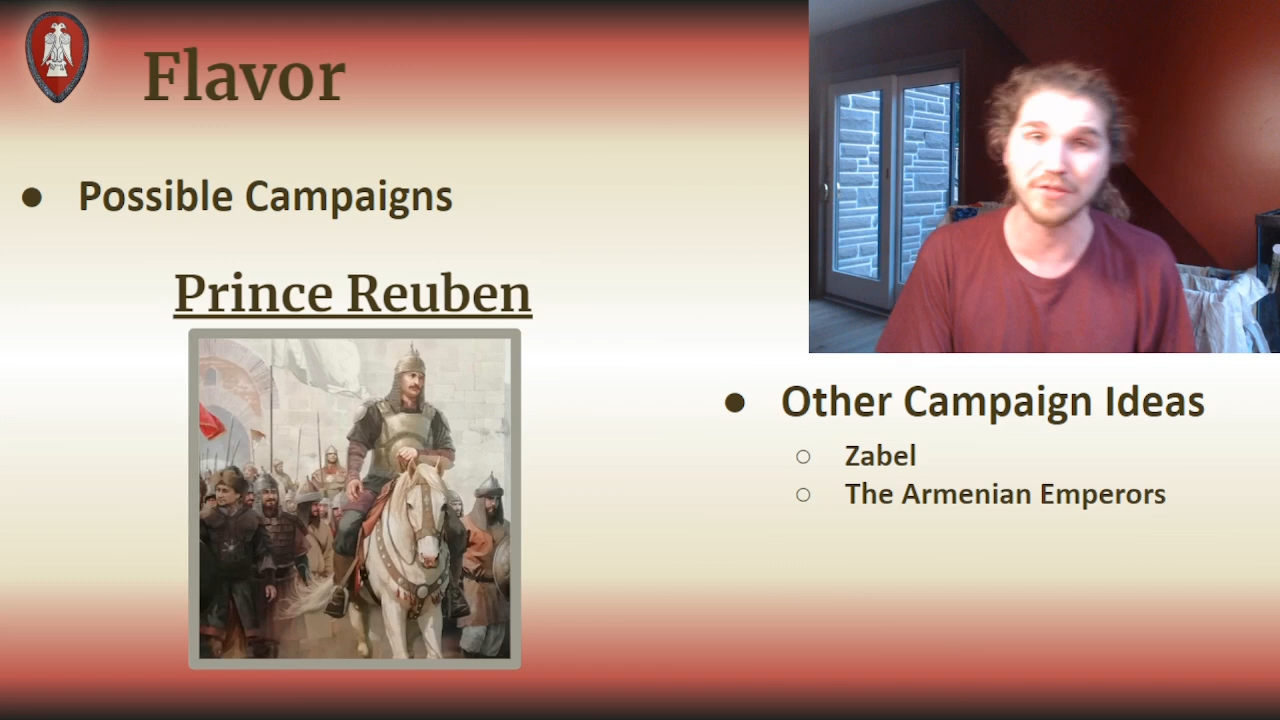 Flavor
● Possible Campaigns
Prince Reuben
● Other Campaign Ideas
○ Zabel
○ The Armenian Emperors